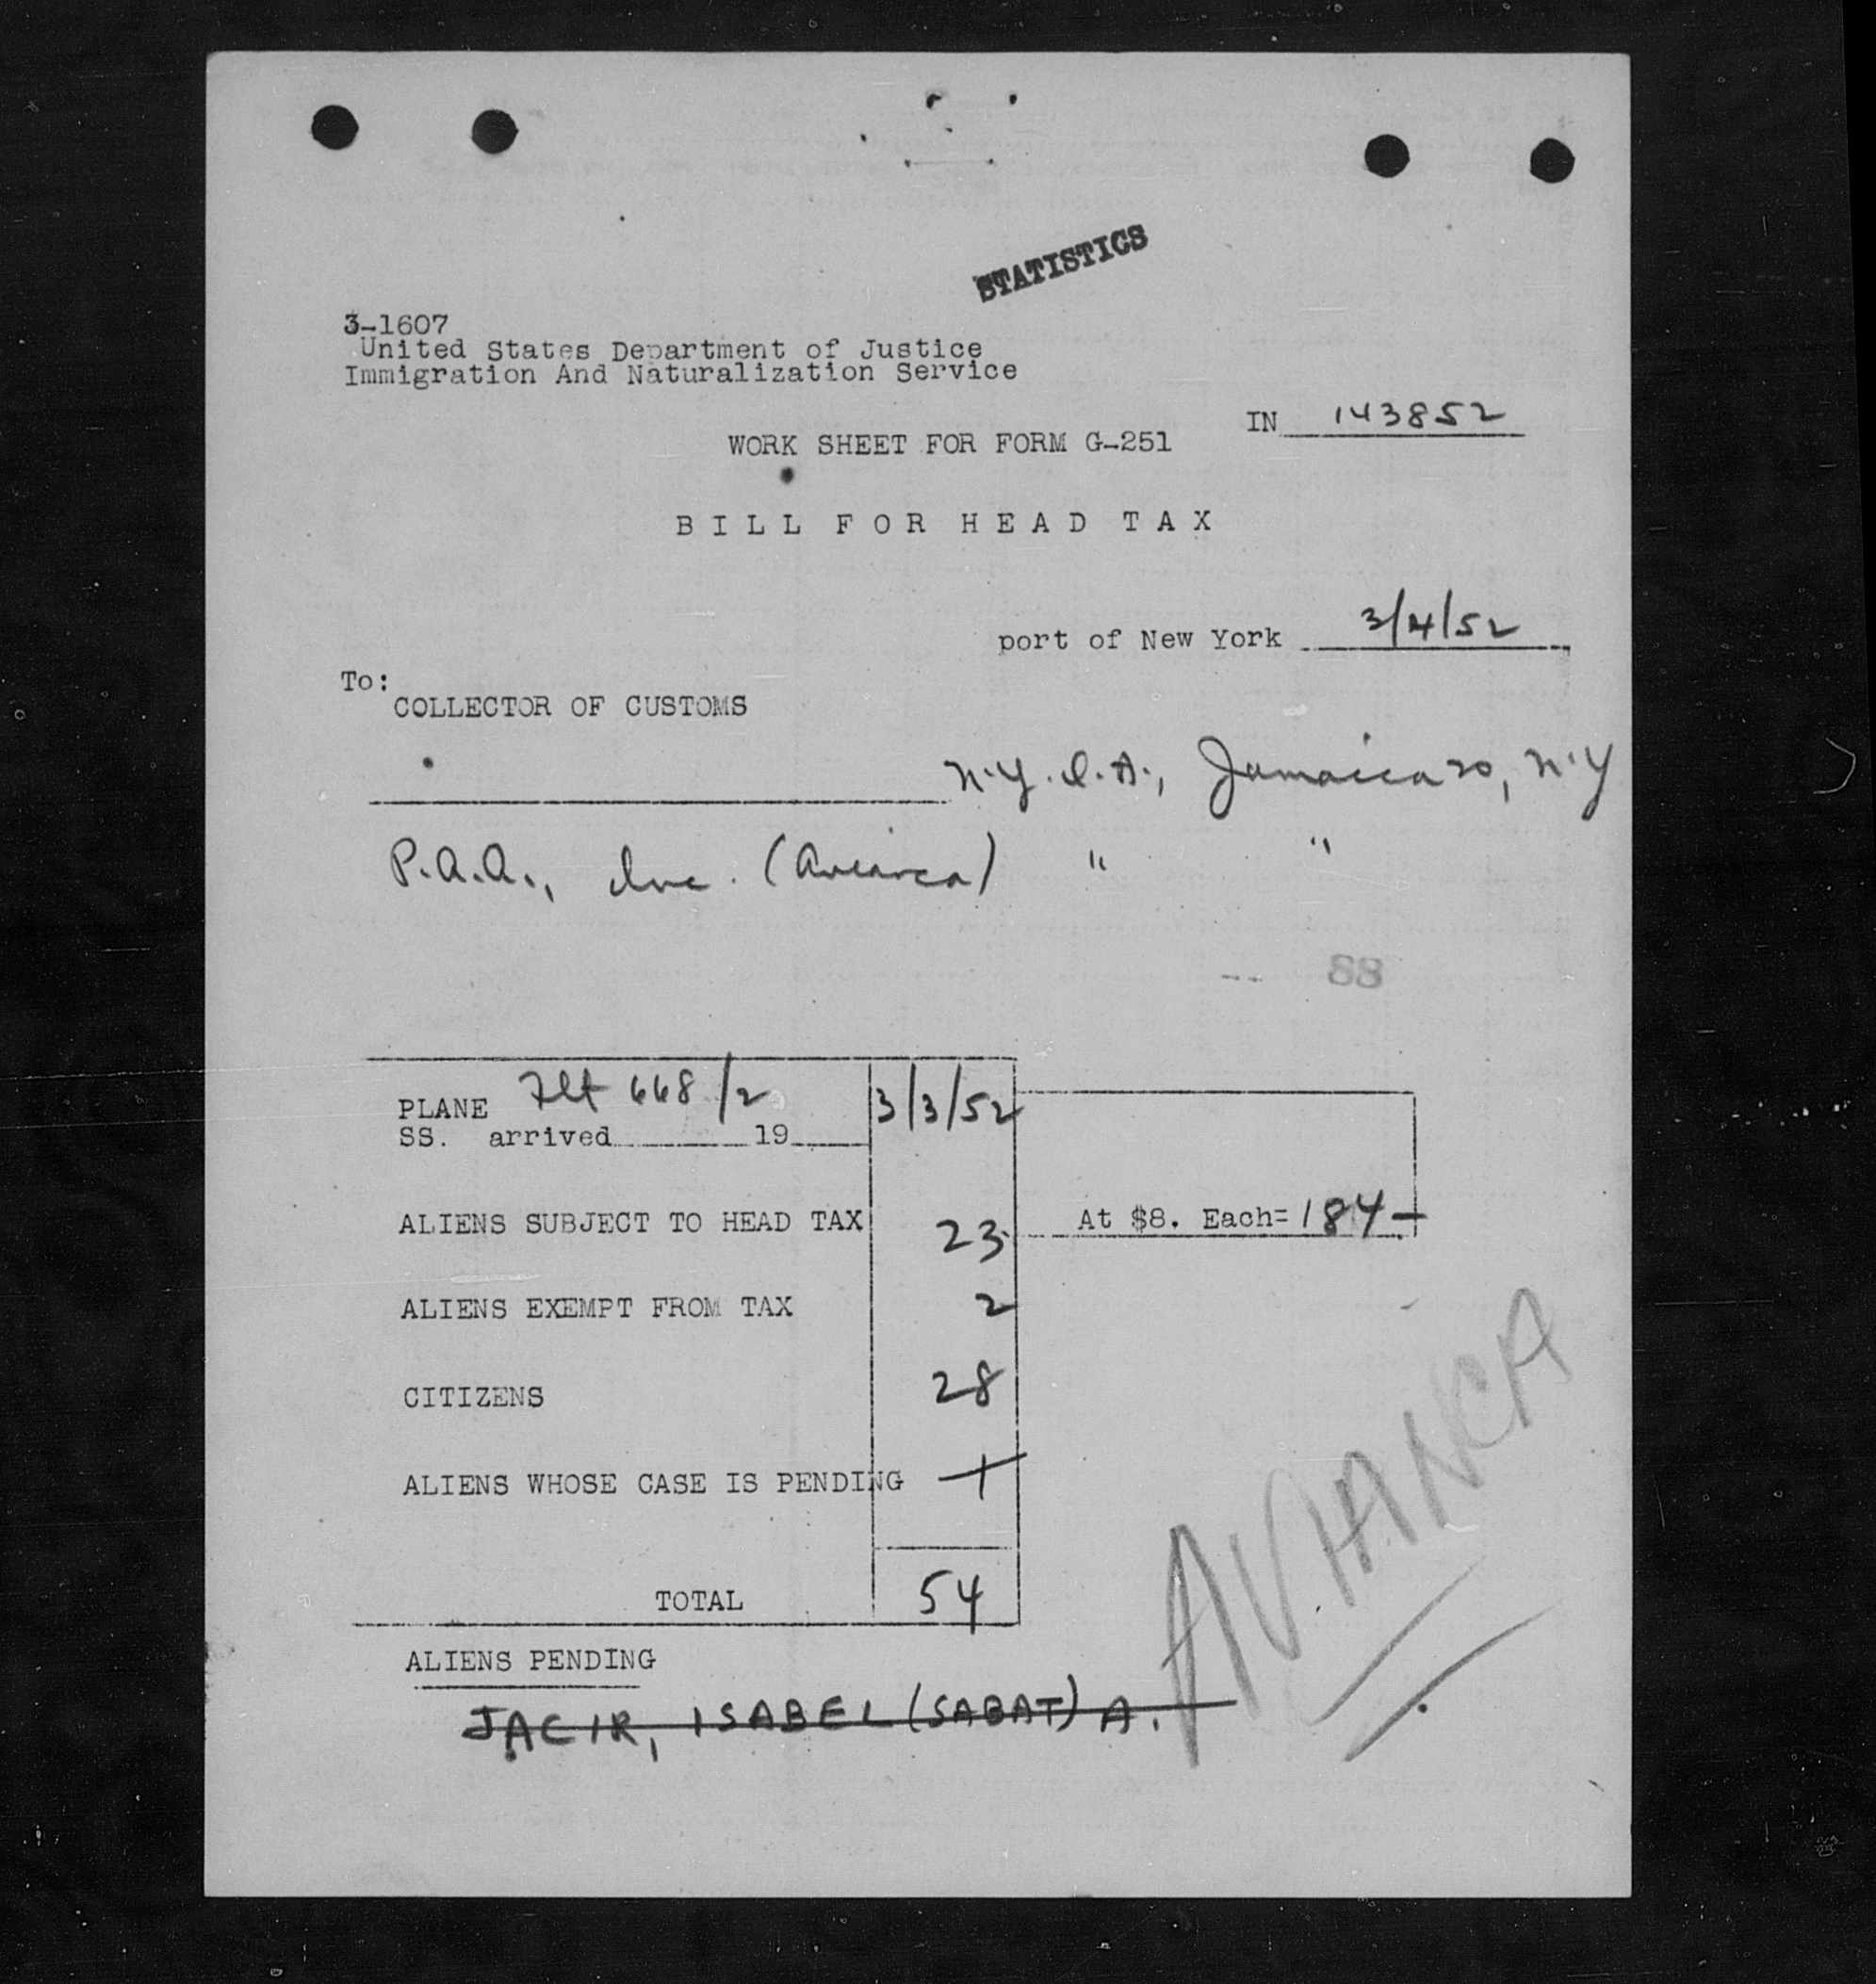 STATISTICS
3-1607
United States Department of Justice
Immigration And Naturalization Service
IN 143852
WORK SHEET FOR FORM G-251
BILL FOR HEAD TAX
port of New York 3/4/52
To:
COLLECTOR OF CUSTOMS
N.Y.I.A., Jamaica 20, N.Y
P.A.A., Inc. (Avianca) " "
-- 88
PLANE Flt 668/2 3/3/52
SS. arrived 19
ALIENS SUBJECT TO HEAD TAX 23 At $8. Each= 184-
ALIENS EXEMPT FROM TAX 2
CITIZENS 28
ALIENS WHOSE CASE IS PENDING 1
TOTAL 54
ALIENS PENDING
JACIR, ISABEL (SABAT) A.
AVIANCA